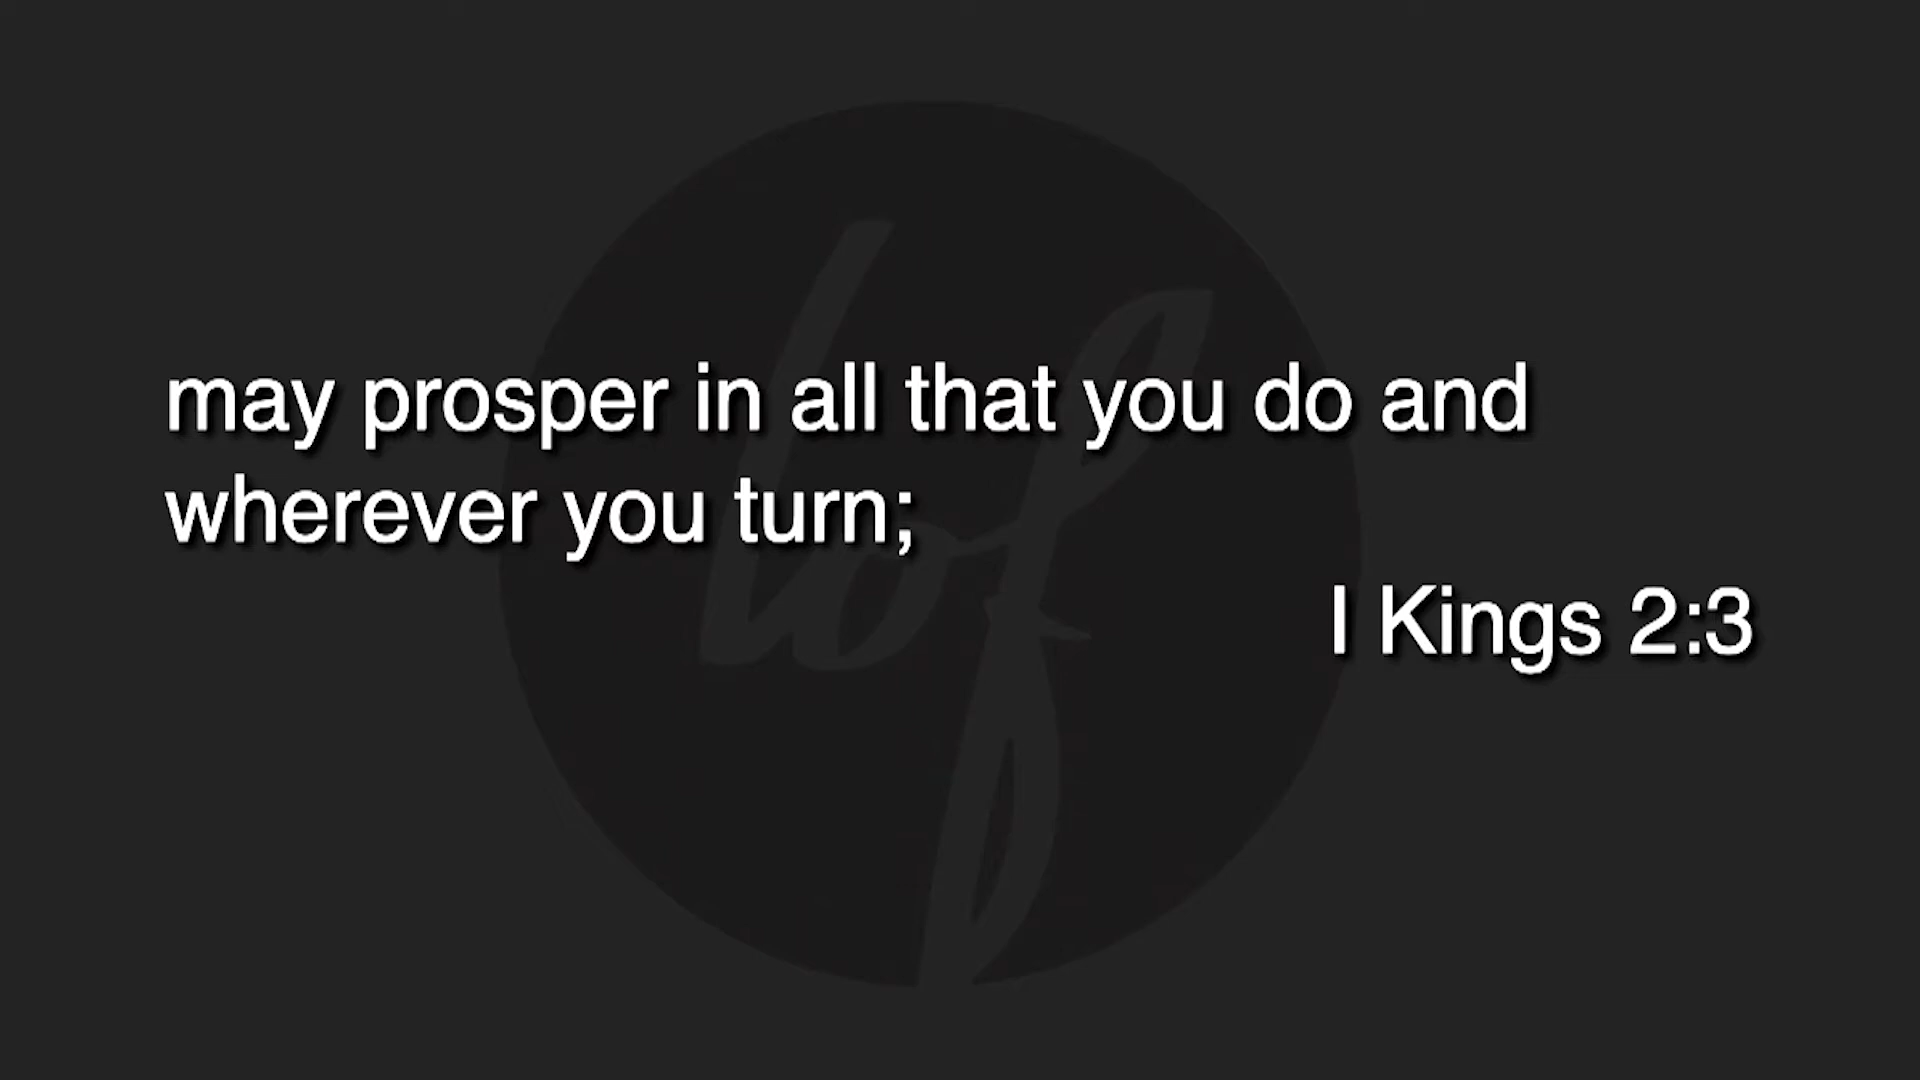 may prosper in all that you do and
wherever you turn;
I Kings 2:3